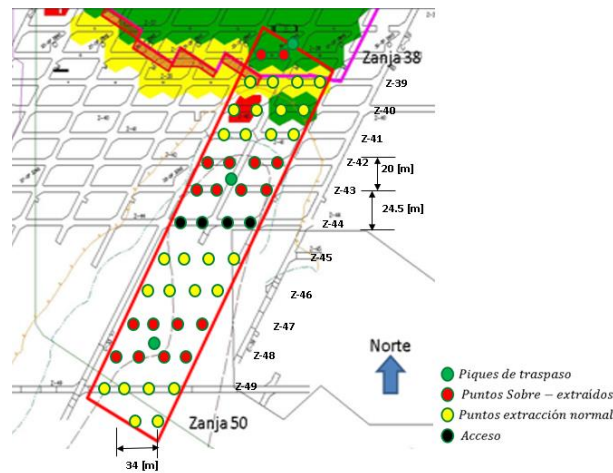 Zanja 38
Z-39
Z-40
Z-41
Z-42
20 [m]
Z-43
24.5 [m]
Z-44
Z-45
Z-46
Z-47
Z-48
Z-49
Norte
Zanja 50
34 [m]
Piques de traspaso
Puntos Sobre – extraídos
Puntos extracción normal
Acceso